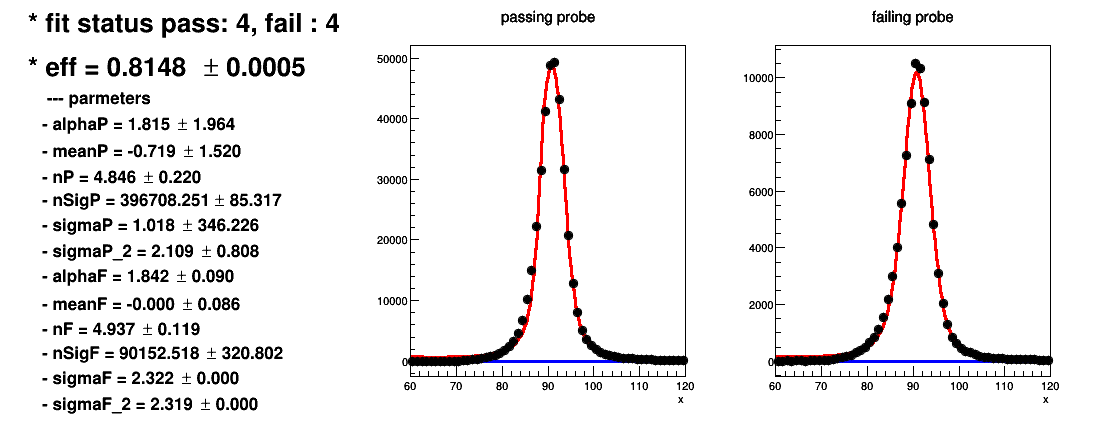 * fit status pass: 4, fail : 4
* eff = 0.8148 ± 0.0005
--- parmeters
- alphaP = 1.815 ± 1.964
- meanP = -0.719 ± 1.520
- nP = 4.846 ± 0.220
- nSigP = 396708.251 ± 85.317
- sigmaP = 1.018 ± 346.226
- sigmaP_2 = 2.109 ± 0.808
- alphaF = 1.842 ± 0.090
- meanF = -0.000 ± 0.086
- nF = 4.937 ± 0.119
- nSigF = 90152.518 ± 320.802
- sigmaF = 2.322 ± 0.000
- sigmaF_2 = 2.319 ± 0.000
passing probe
50000
40000
30000
20000
10000
0
60 70 80 90 100 110 120
x
failing probe
10000
8000
6000
4000
2000
0
60 70 80 90 100 110 120
x